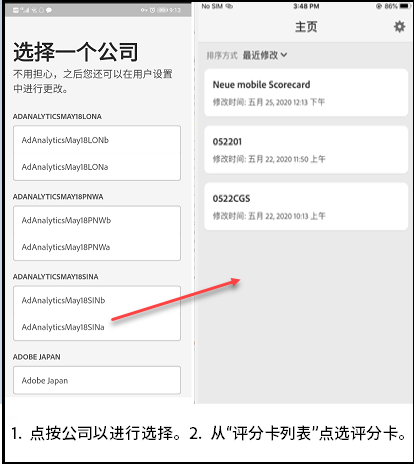 9:13
选择一个公司
不用担心，之后您还可以在用户设置
中进行更改。
ADANALYTICSMAY18LONA
AdAnalyticsMay18LONb
AdAnalyticsMay18LONa
ADANALYTICSMAY18PNWA
AdAnalyticsMay18PNWb
AdAnalyticsMay18PNWa
ADANALYTICSMAY18SINA
AdAnalyticsMay18SINb
AdAnalyticsMay18SINa
ADOBE JAPAN
Adobe Japan
No SIM 3:48 PM 86%
主页
排序方式 最近修改
Neue mobile Scorecard
修改时间: 五月 25, 2020 12:13 下午
052201
修改时间: 五月 22, 2020 11:50 上午
0522CGS
修改时间: 五月 22, 2020 10:13 上午
1. 点按公司以进行选择。2. 从“评分卡列表”点选评分卡。